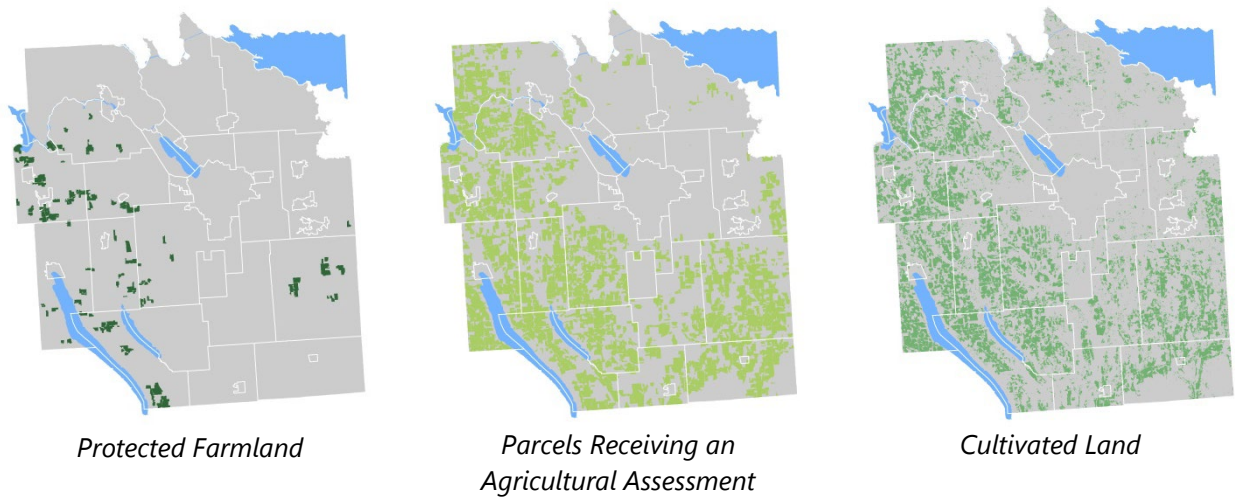 Protected Farmland
Parcels Receiving an
Agricultural Assessment
Cultivated Land